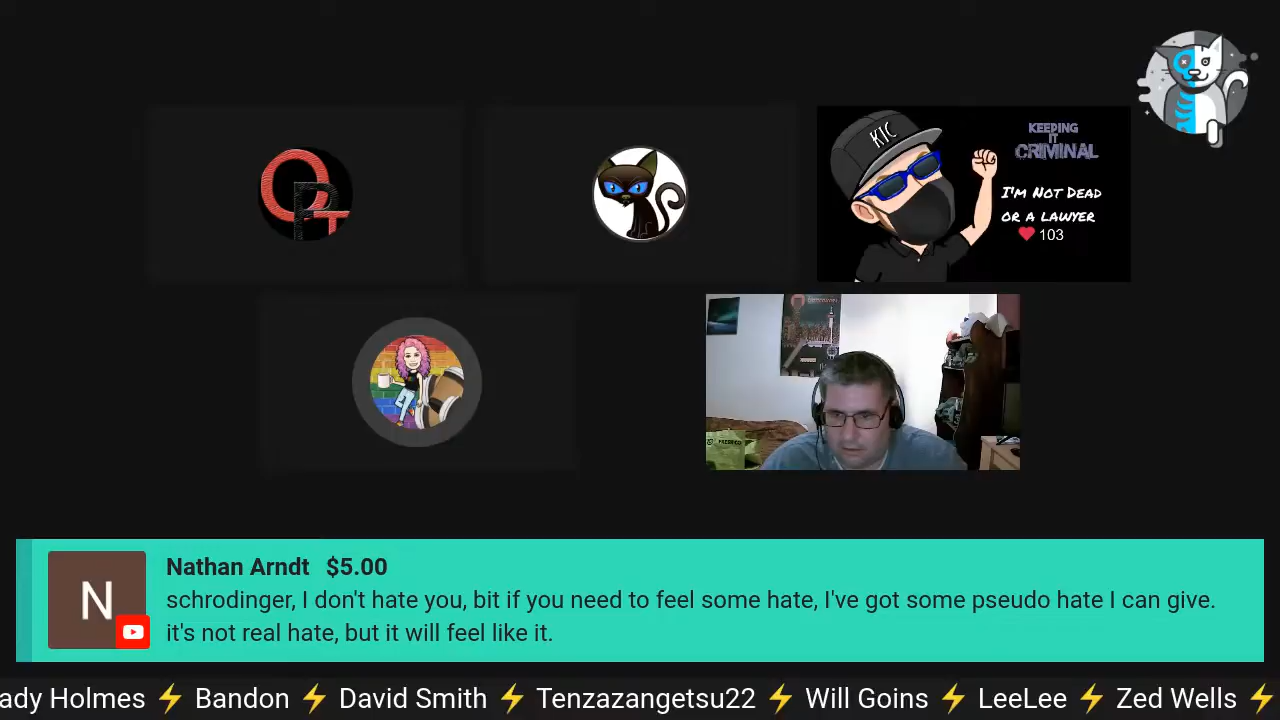 KIC
KEEPING
IT
CRIMINAL
I'M NOT DEAD
OR A LAWYER
103
OPT
Nathan Arndt $5.00
N
schrodinger, I don't hate you, bit if you need to feel some hate, I've got some pseudo hate I can give.
it's not real hate, but it will feel like it.
ady Holmes ⚡ Bandon ⚡ David Smith ⚡ Tenzazangetsu22 ⚡ Will Goins ⚡ LeeLee ⚡ Zed Wells ⚡